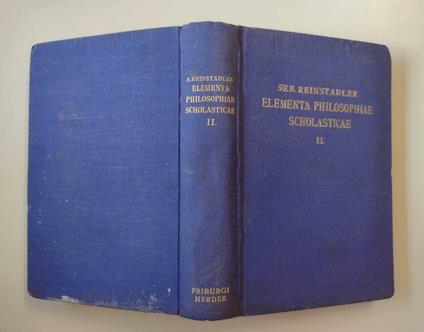 S. REINSTADLER
ELEMENTA
PHILOSOPHIAE
SCHOLASTICAE
II.
FRIBURGI
HERDER
SEB. REINSTADLER
ELEMENTA PHILOSOPHIAE
SCHOLASTICAE
II.